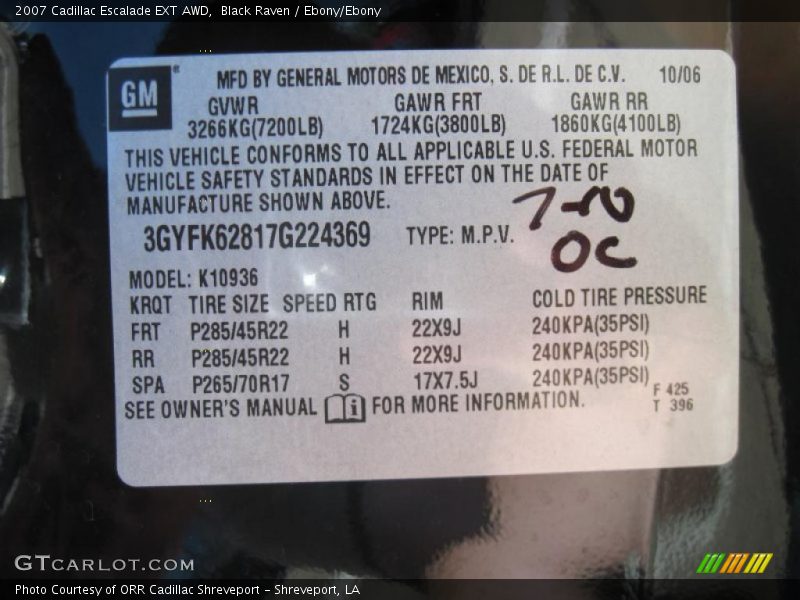 2007 Cadillac Escalade EXT AWD, Black Raven / Ebony/Ebony
GM
MFD BY GENERAL MOTORS DE MEXICO, S. DE R.L. DE C.V. 10/06
GVWR GAWR FRT GAWR RR
3266KG(7200LB) 1724KG(3800LB) 1860KG(4100LB)
THIS VEHICLE CONFORMS TO ALL APPLICABLE U.S. FEDERAL MOTOR
VEHICLE SAFETY STANDARDS IN EFFECT ON THE DATE OF
MANUFACTURE SHOWN ABOVE.
7-10
3GYFK62817G224369 TYPE: M.P.V.
OC
MODEL: K10936
KRQT TIRE SIZE SPEED RTG RIM COLD TIRE PRESSURE
FRT P285/45R22 H 22X9J 240KPA(35PSI)
RR P285/45R22 H 22X9J 240KPA(35PSI)
SPA P265/70R17 S 17X7.5J 240KPA(35PSI)
SEE OWNER'S MANUAL i FOR MORE INFORMATION.
F 425
T 396
GTCARLOT.COM
Photo Courtesy of ORR Cadillac Shreveport - Shreveport, LA